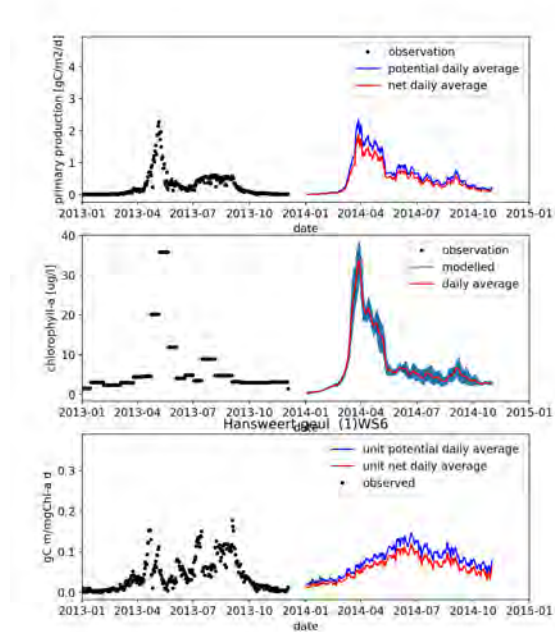 primary production [gC/m2/d]
4
2
0
observation
potential daily average
net daily average
2013-01 2013-04 2013-07 2013-10 2014-01 2014-04 2014-07 2014-10 2015-01
date
chlorophyll-a [ug/l]
40
30
20
10
0
observation
modelled
daily average
2013-01 2013-04 2013-07 2013-10 2014-01 2014-04 2014-07 2014-10 2015-01
date
Hansweert geul (1)WS6
gC m/mgChl-a d
0.3
0.2
0.1
0.0
unit potential daily average
unit net daily average
observed
2013-01 2013-04 2013-07 2013-10 2014-01 2014-04 2014-07 2014-10 2015-01
date